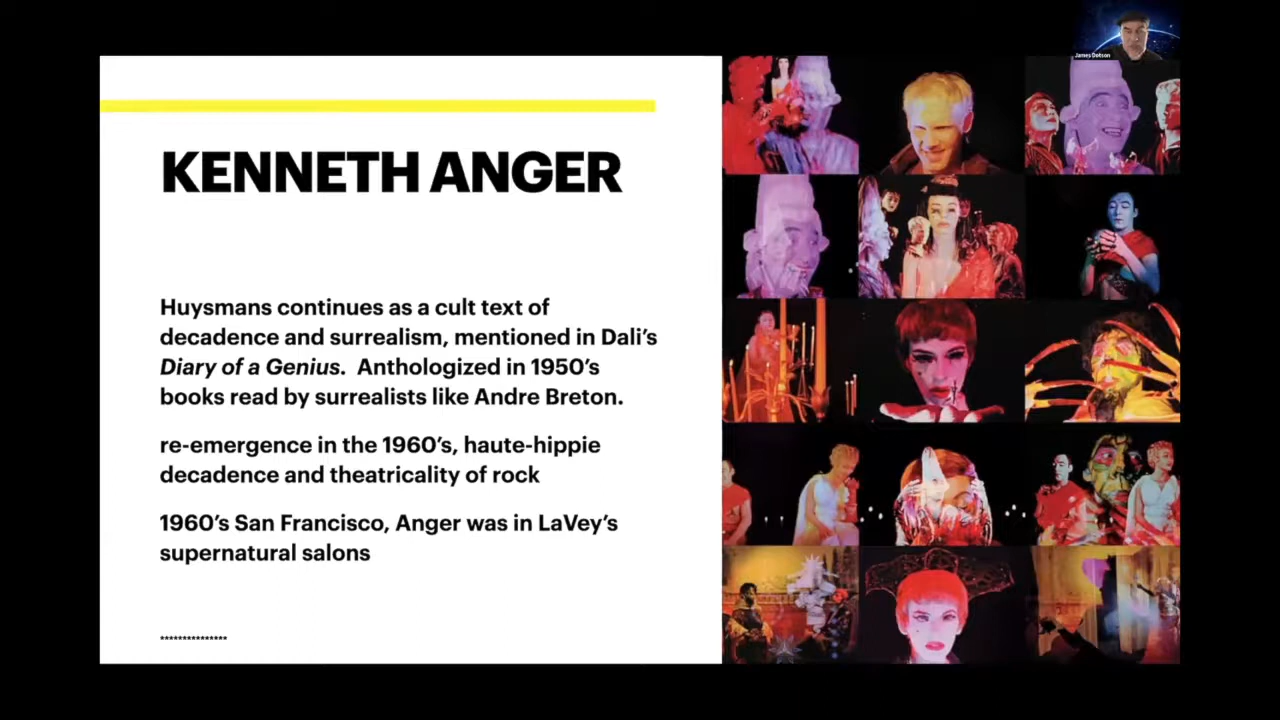 James Dotson
KENNETH ANGER
Huysmans continues as a cult text of
decadence and surrealism, mentioned in Dali’s
Diary of a Genius.  Anthologized in 1950’s
books read by surrealists like Andre Breton.
re-emergence in the 1960’s, haute-hippie
decadence and theatricality of rock
1960’s San Francisco, Anger was in LaVey’s
supernatural salons
***************